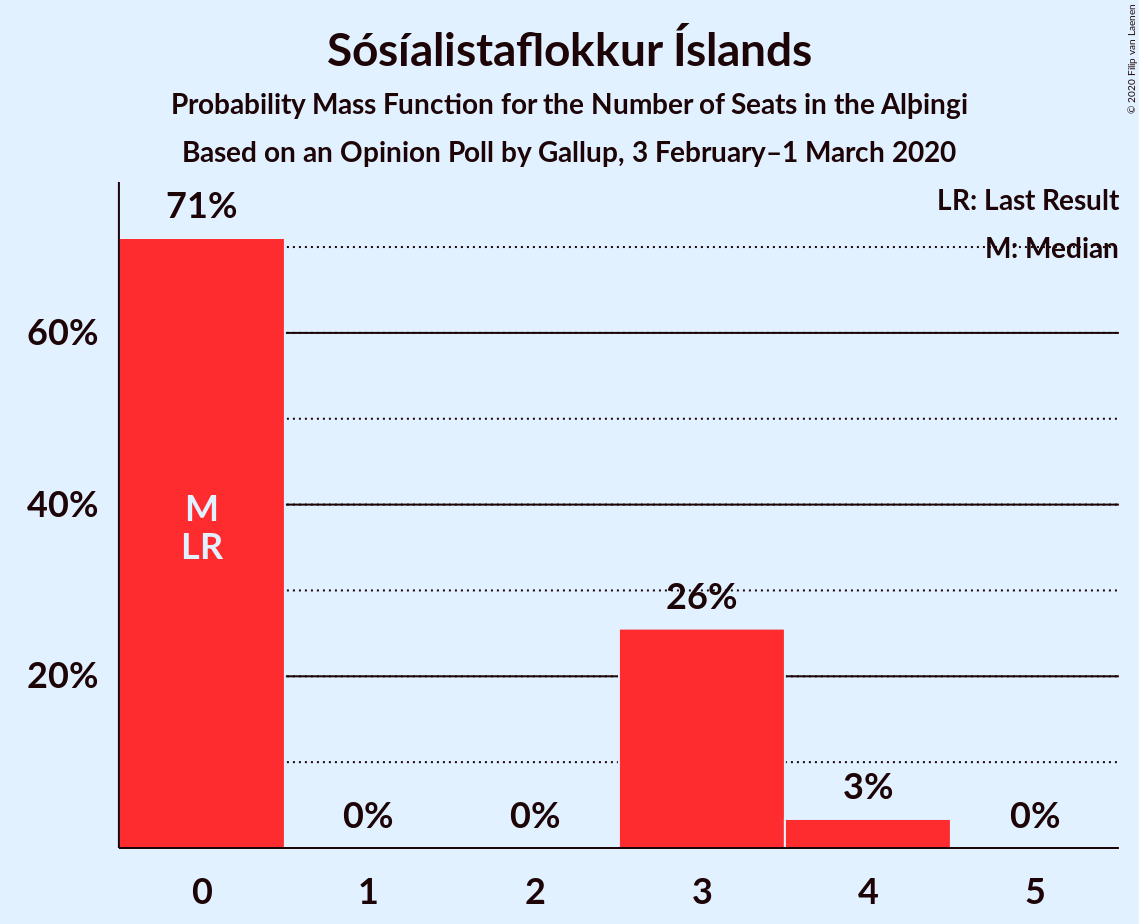 Sósíalistaflokkur Íslands
Probability Mass Function for the Number of Seats in the Alþingi
Based on an Opinion Poll by Gallup, 3 February–1 March 2020
© 2020 Filip van Laenen
LR: Last Result
M: Median
71%
60%
40%
20%
M
LR
0%
0%
26%
3%
0%
0
1
2
3
4
5